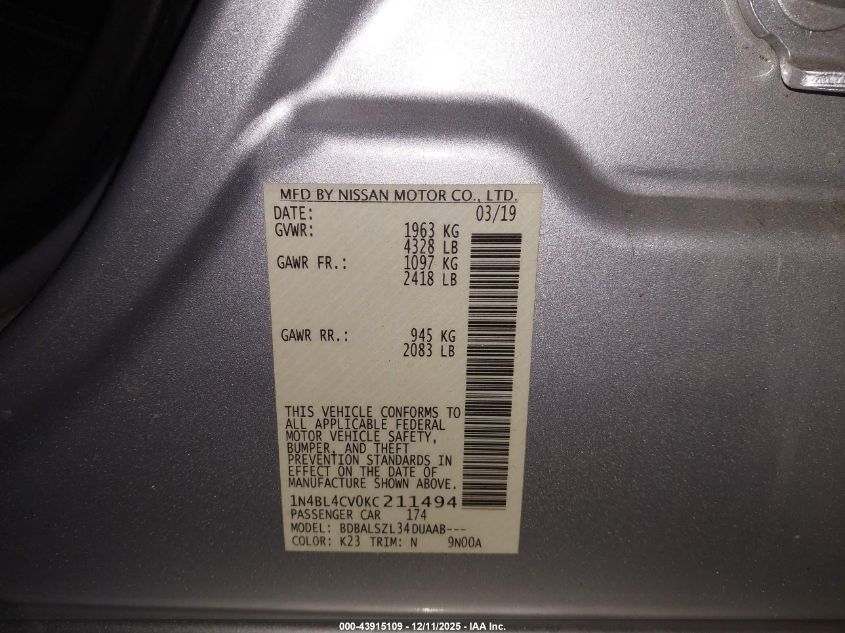 MFD BY NISSAN MOTOR CO., LTD.
DATE: 03/19
GVWR: 1963 KG
4328 LB
GAWR FR.: 1097 KG
2418 LB
GAWR RR.: 945 KG
2083 LB
THIS VEHICLE CONFORMS TO
ALL APPLICABLE FEDERAL
MOTOR VEHICLE SAFETY,
BUMPER, AND THEFT
PREVENTION STANDARDS IN
EFFECT ON THE DATE OF
MANUFACTURE SHOWN ABOVE.
1N4BL4CV0KC211494
PASSENGER CAR 174
MODEL: BDBALSZL34DUAAB---
COLOR: K23 TRIM: N 9N00A
000-43915109 - 12/11/2025 - IAA Inc.